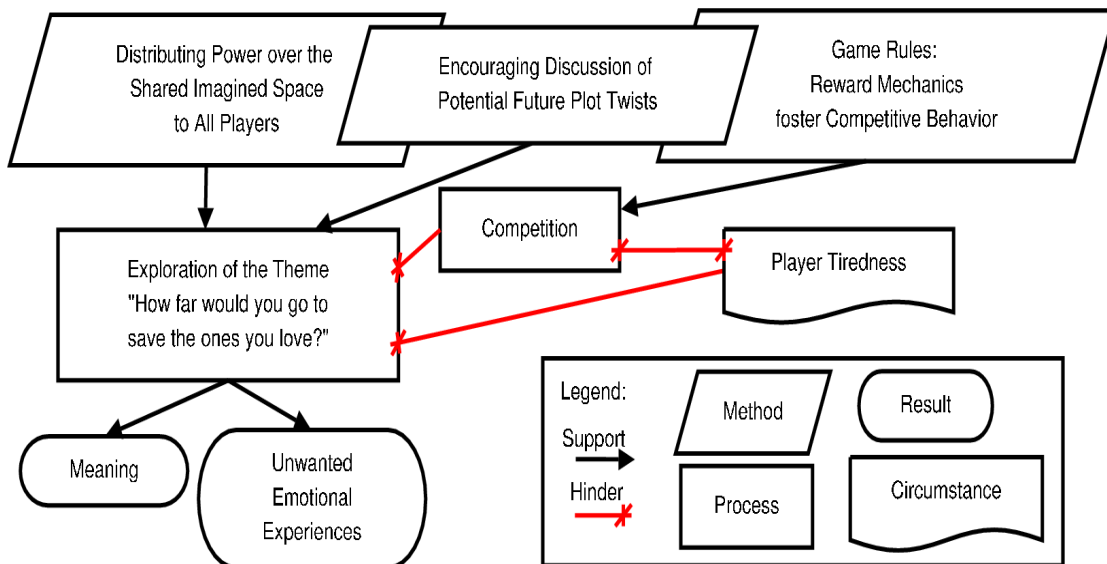 Distributing Power over the
Shared Imagined Space
to All Players
Encouraging Discussion of
Potential Future Plot Twists
Game Rules:
Reward Mechanics
foster Competitive Behavior
Competition
Player Tiredness
Exploration of the Theme
"How far would you go to
save the ones you love?"
Meaning
Unwanted
Emotional
Experiences
Legend:
Support
Hinder
Method
Result
Process
Circumstance